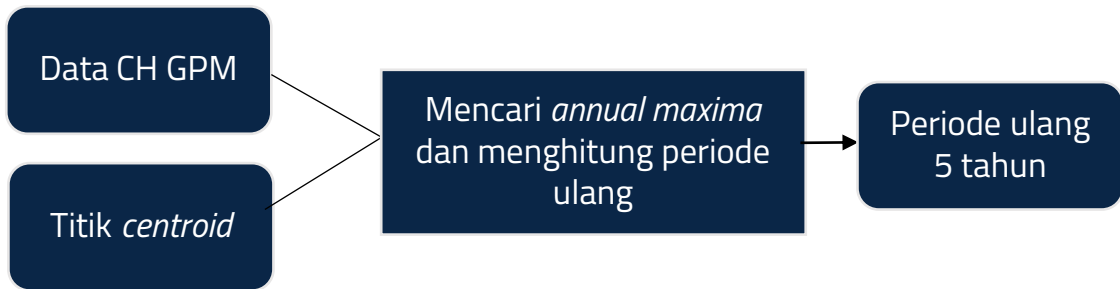 Data CH GPM
Titik centroid
Mencari annual maxima
dan menghitung periode
ulang
Periode ulang
5 tahun